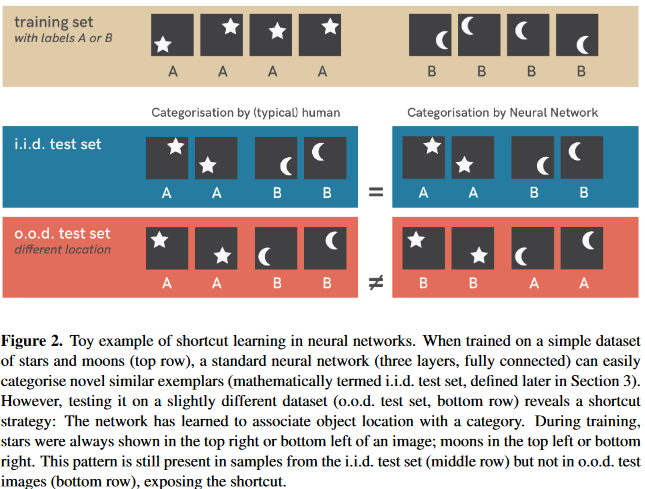 training set
with labels A or B
A A A A B B B B
Categorisation by (typical) human Categorisation by Neural Network
i.i.d. test set
A A B B = A A B B
o.o.d. test set
different location
A A B B ≠ B B A A
Figure 2. Toy example of shortcut learning in neural networks. When trained on a simple dataset
of stars and moons (top row), a standard neural network (three layers, fully connected) can easily
categorise novel similar exemplars (mathematically termed i.i.d. test set, defined later in Section 3).
However, testing it on a slightly different dataset (o.o.d. test set, bottom row) reveals a shortcut
strategy: The network has learned to associate object location with a category. During training,
stars were always shown in the top right or bottom left of an image; moons in the top left or bottom
right. This pattern is still present in samples from the i.i.d. test set (middle row) but not in o.o.d. test
images (bottom row), exposing the shortcut.